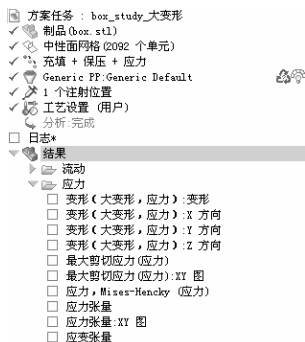 方案任务 : box_study_大变形
制品(box.stl)
中性面网格(2092 个单元)
充填 + 保压 + 应力
Generic PP:Generic Default
1 个注射位置
工艺设置 (用户)
分析:完成
日志*
结果
流动
应力
变形(大变形,应力):变形
变形(大变形,应力):X 方向
变形(大变形,应力):Y 方向
变形(大变形,应力):Z 方向
最大剪切应力(应力)
最大剪切应力(应力):XY 图
应力,Mises-Hencky (应力)
应力张量
应力张量:XY 图
应变张量